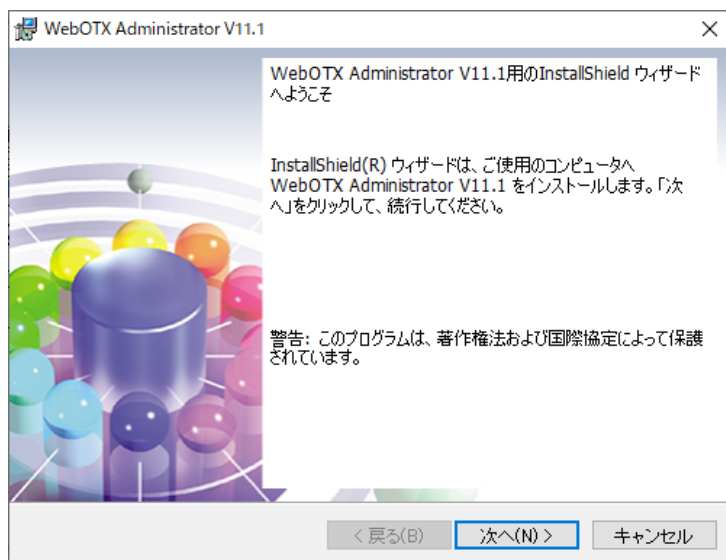 WebOTX Administrator V11.1
WebOTX Administrator V11.1用のInstallShield ウィザード
へようこそ
InstallShield(R) ウィザードは、ご使用のコンピュータへ
WebOTX Administrator V11.1 をインストールします。「次
へ」をクリックして、続行してください。
警告: このプログラムは、著作権法および国際協定によって保護
されています。
< 戻る(B)
次へ(N) >
キャンセル